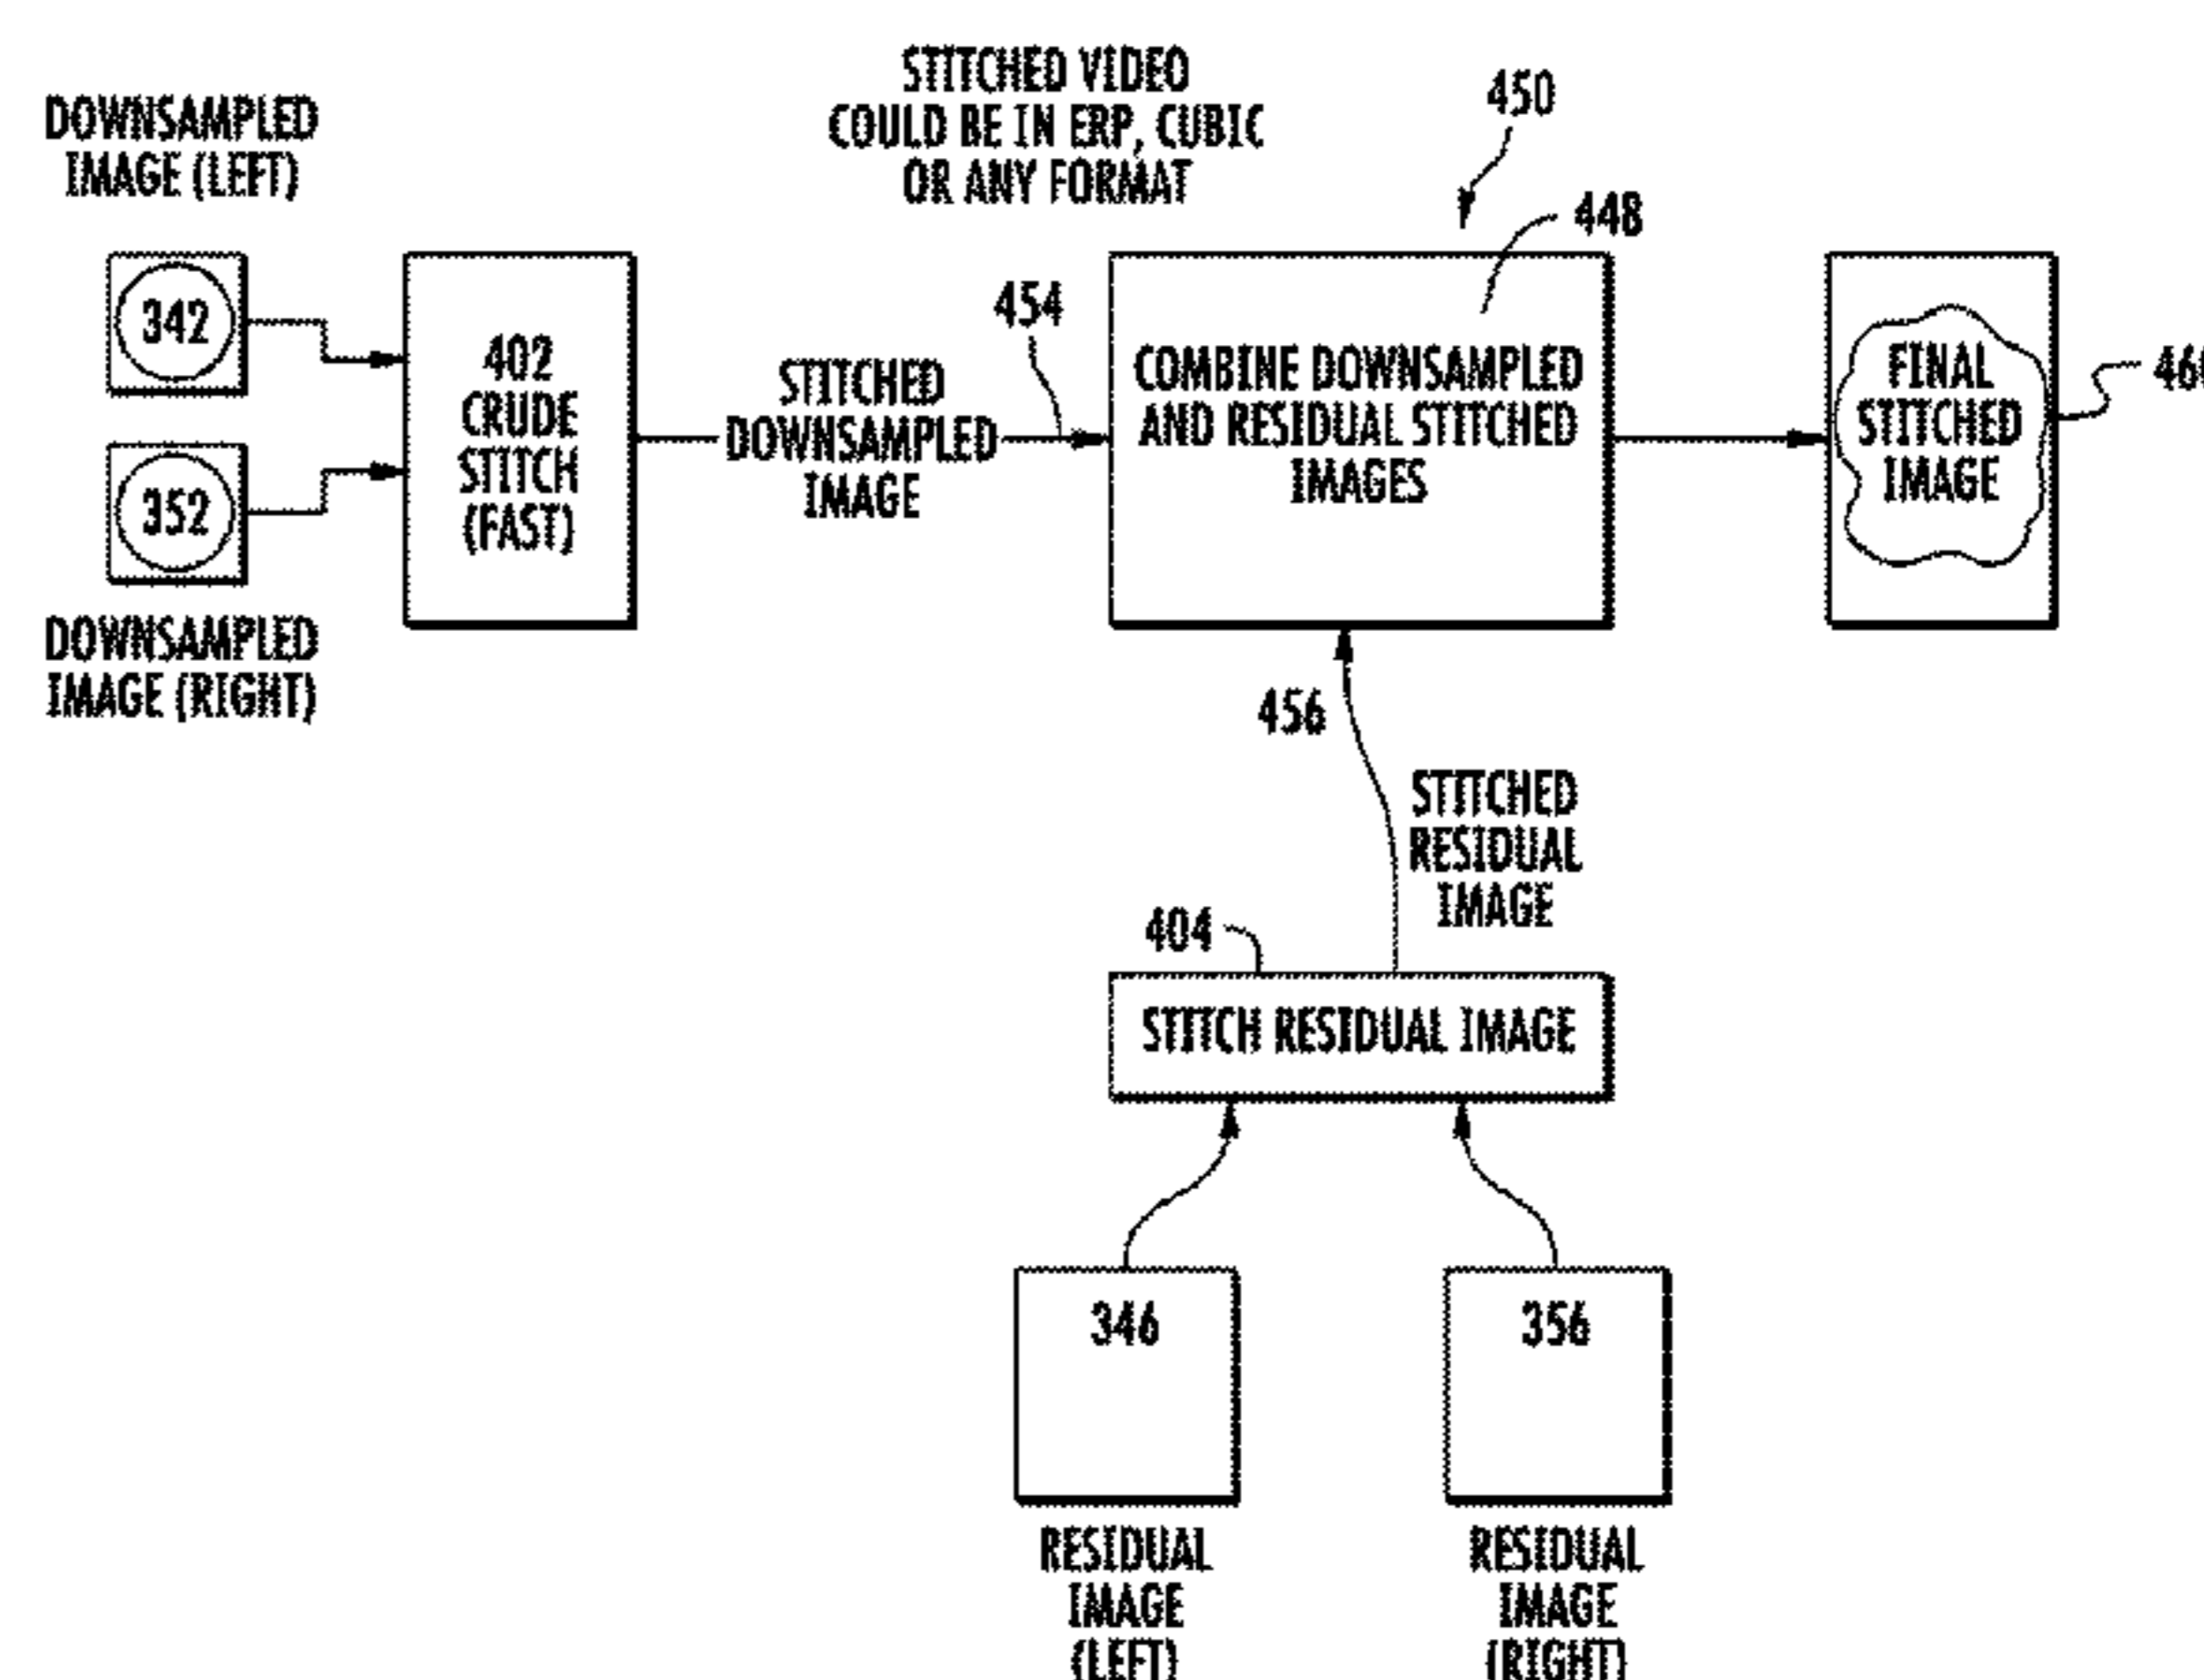 STITCHED VIDEO
COULD BE IN ERP, CUBIC
OR ANY FORMAT
450
448
DOWNSAMPLED
IMAGE (LEFT)
342
352
DOWNSAMPLED
IMAGE (RIGHT)
402
CRUDE
STITCH
(FAST)
STITCHED
DOWNSAMPLED
IMAGE
454
COMBINE DOWNSAMPLED
AND RESIDUAL STITCHED
IMAGES
FINAL
STITCHED
IMAGE
456
STITCHED
RESIDUAL
IMAGE
404
STITCH RESIDUAL IMAGE
346
356
RESIDUAL
IMAGE
(LEFT)
RESIDUAL
IMAGE
(RIGHT)